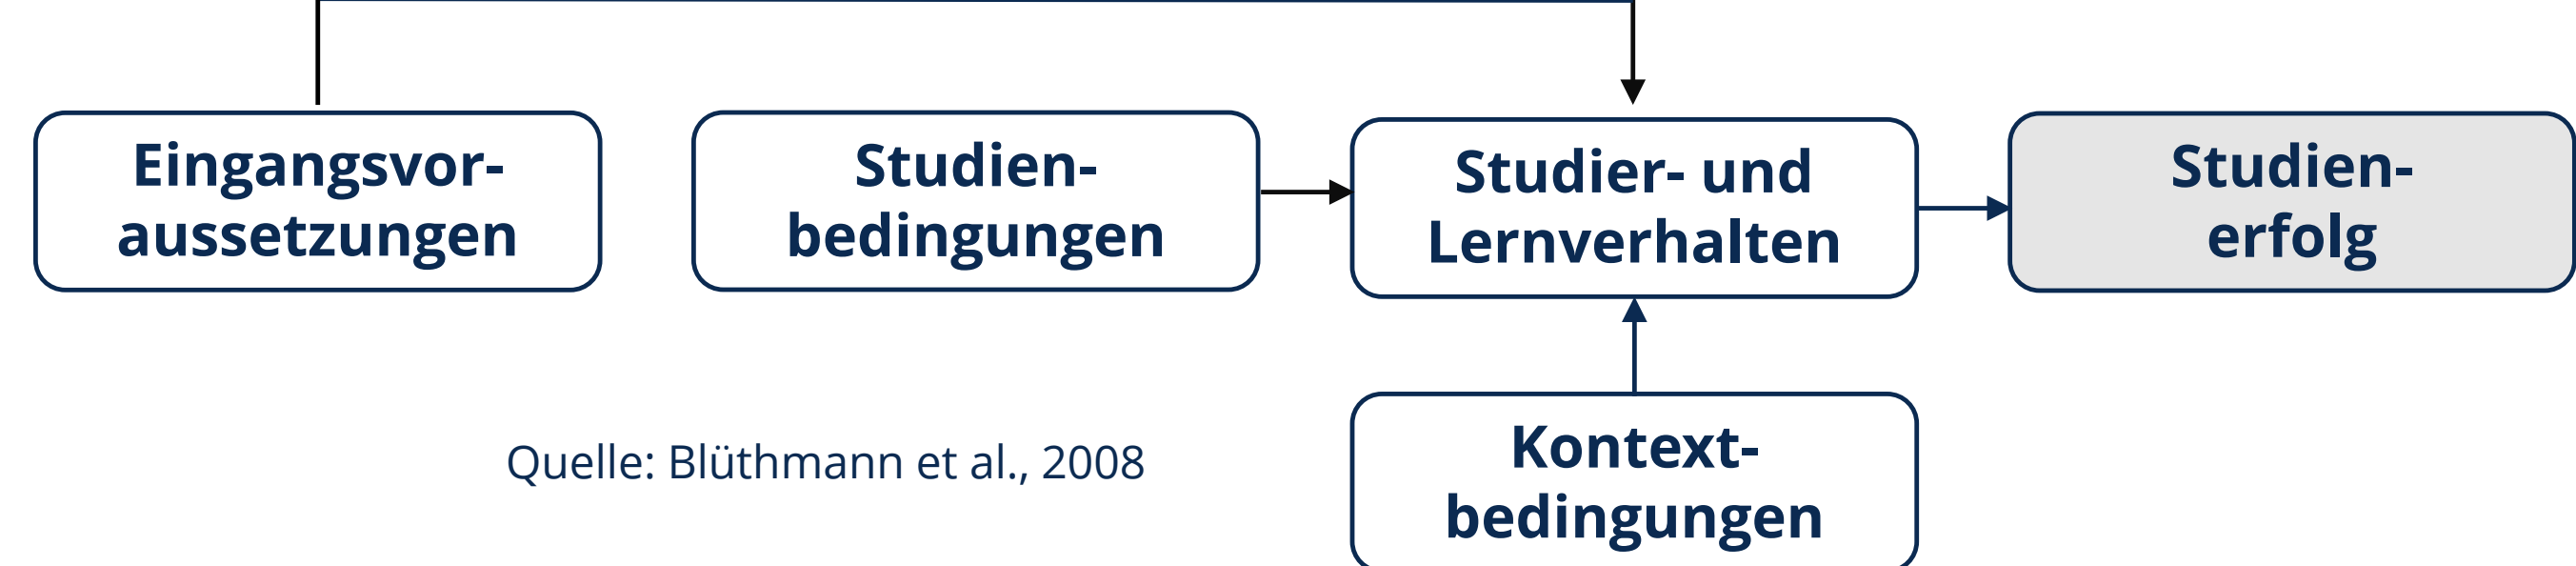 Eingangsvor-
aussetzungen
Studien-
bedingungen
Studier- und
Lernverhalten
Studien-
erfolg
Kontext-
bedingungen
Quelle: Blüthmann et al., 2008